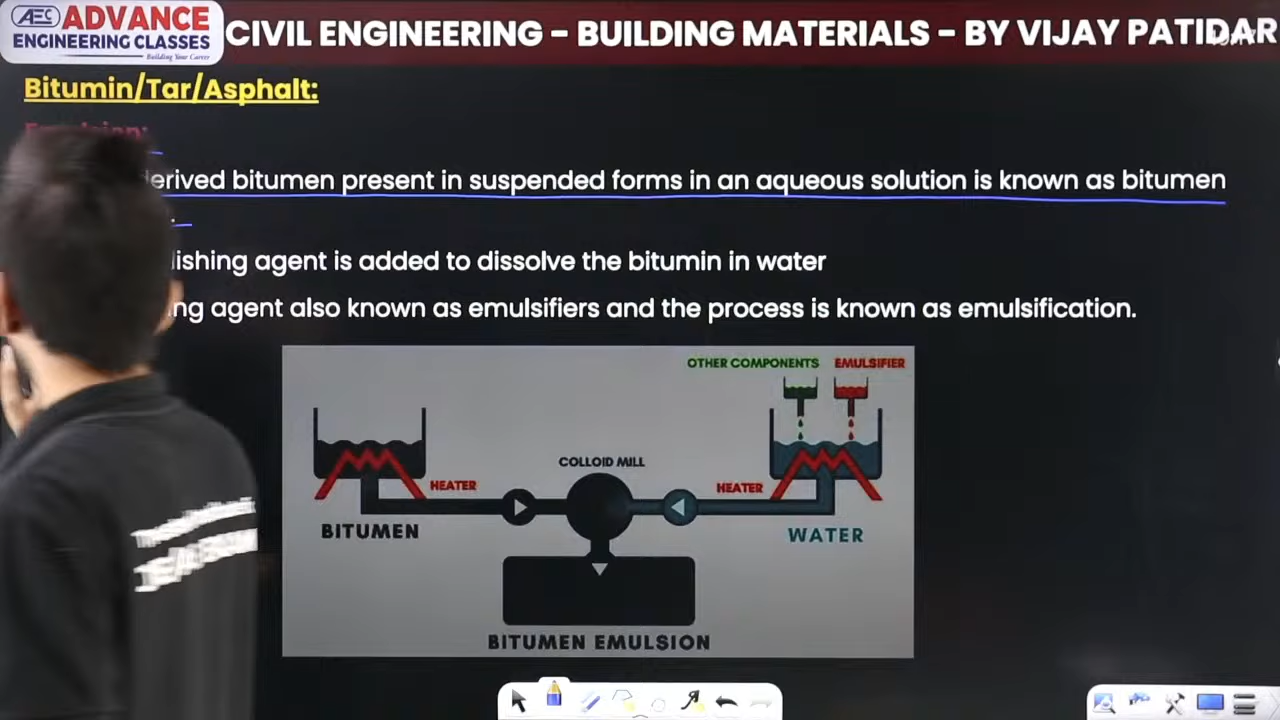 AEC ADVANCE
ENGINEERING CLASSES
Building Your Career
CIVIL ENGINEERING - BUILDING MATERIALS - BY VIJAY PATIDAR
Bitumin/Tar/Asphalt:
erived bitumen present in suspended forms in an aqueous solution is known as bitumen
lishing agent is added to dissolve the bitumin in water
ng agent also known as emulsifiers and the process is known as emulsification.
OTHER COMPONENTS EMULSIFIER
COLLOID MILL
HEATER HEATER
BITUMEN WATER
BITUMEN EMULSION